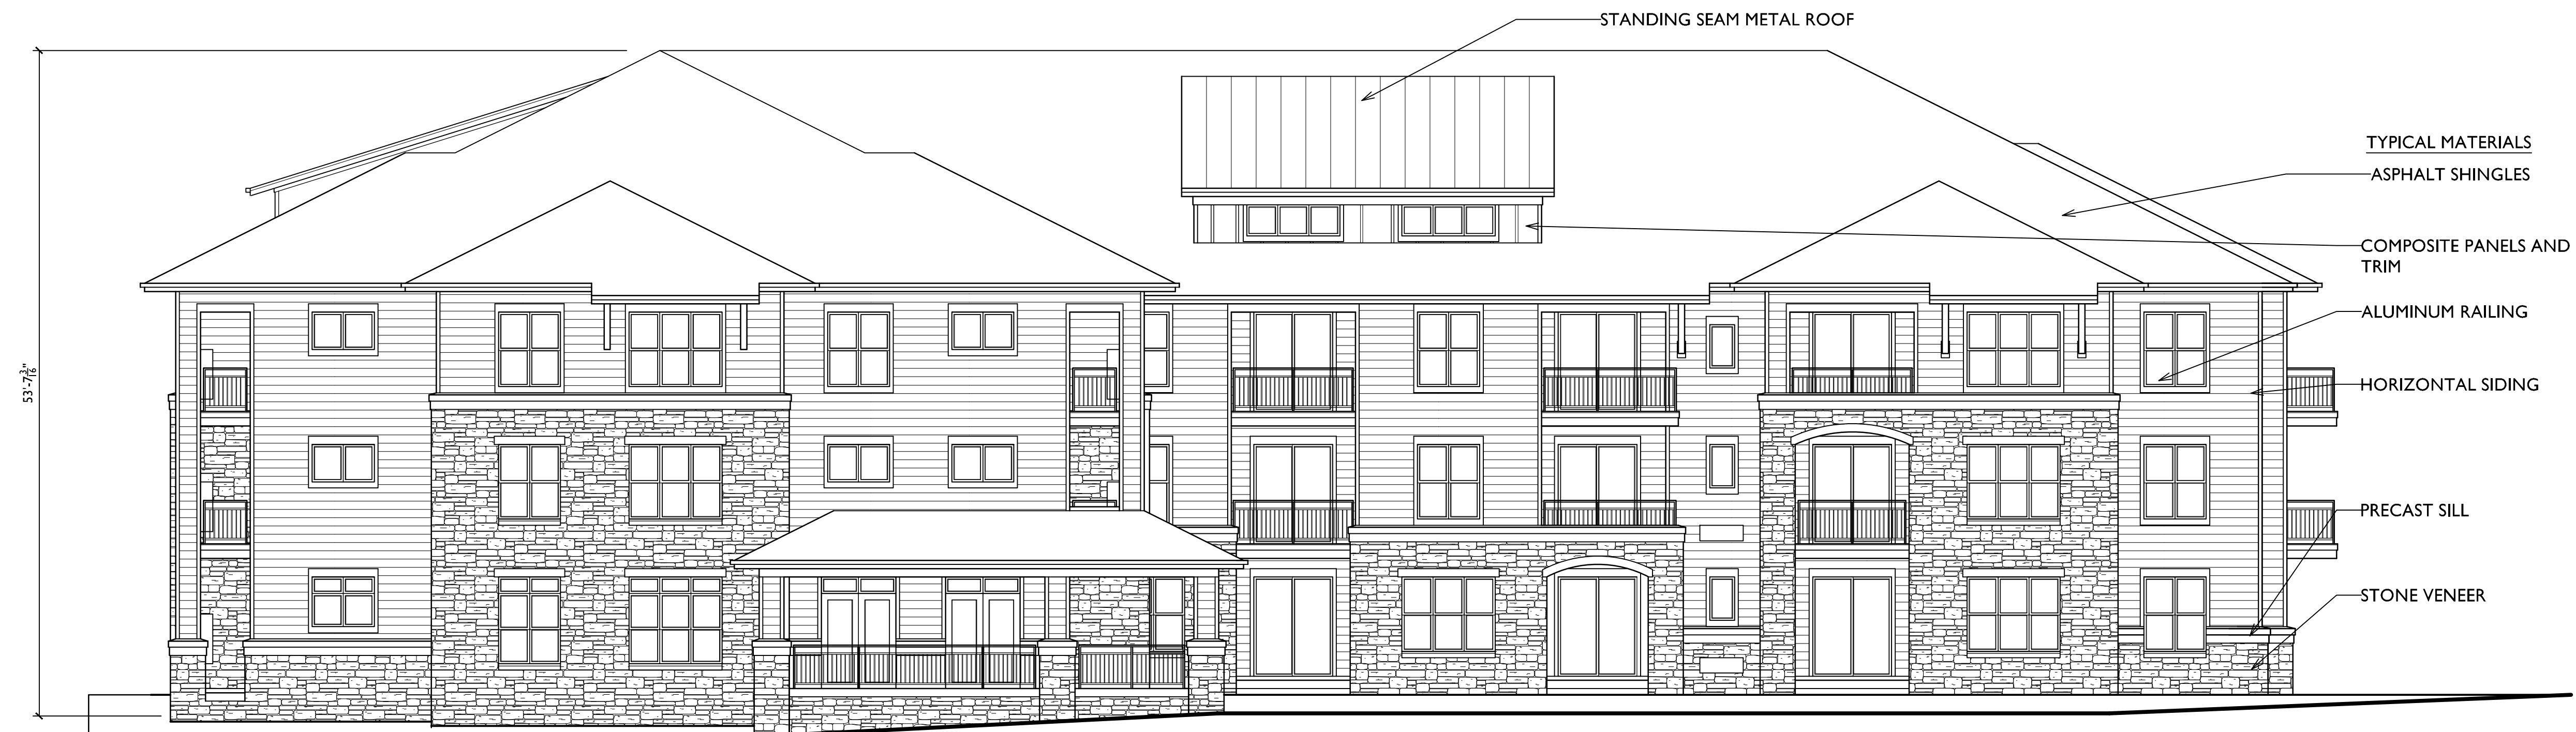 STANDING SEAM METAL ROOF
TYPICAL MATERIALS
ASPHALT SHINGLES
COMPOSITE PANELS AND
TRIM
ALUMINUM RAILING
HORIZONTAL SIDING
PRECAST SILL
STONE VENEER
53'-7 3/16"